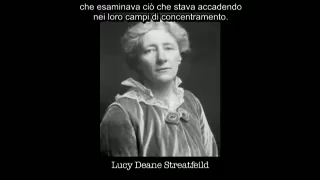 che esaminava ciò che stava accadendo
nei loro campi di concentramento.
Lucy Deane Streatfeild